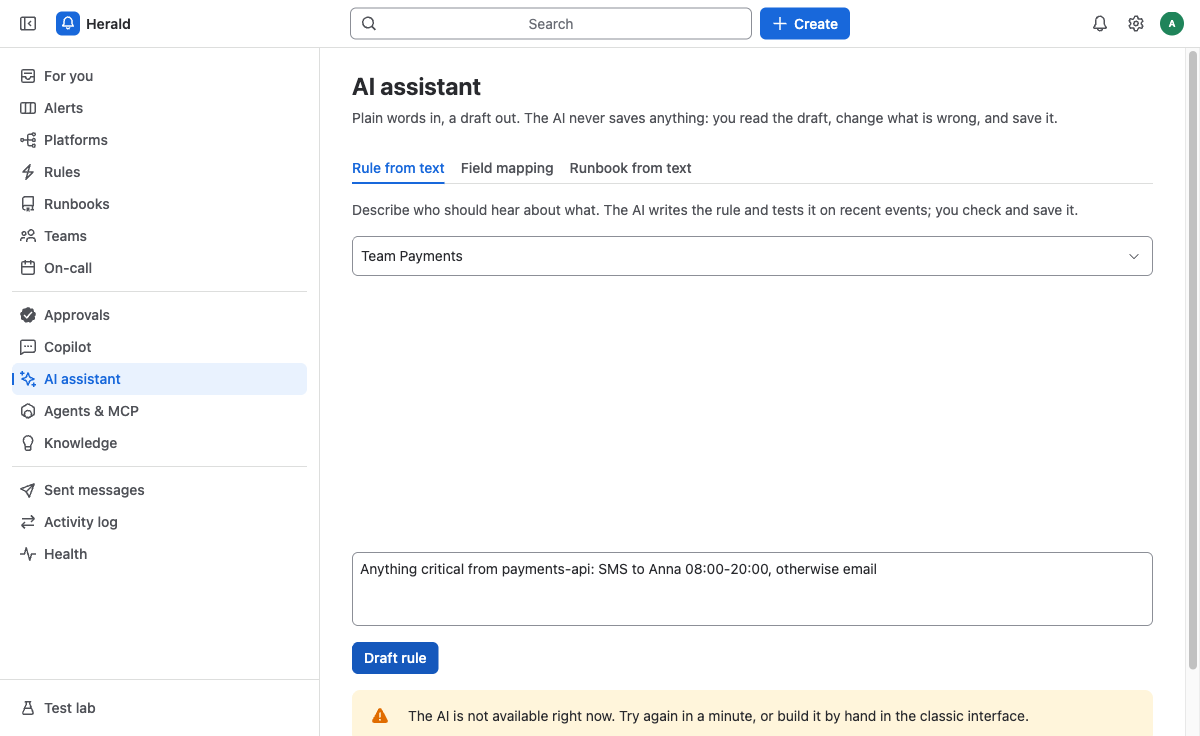 Herald
Search
Create
A
For you
Alerts
Platforms
Rules
Runbooks
Teams
On-call
Approvals
Copilot
AI assistant
Agents & MCP
Knowledge
Sent messages
Activity log
Health
Test lab
AI assistant
Plain words in, a draft out. The AI never saves anything: you read the draft, change what is wrong, and save it.
Rule from text
Field mapping
Runbook from text
Describe who should hear about what. The AI writes the rule and tests it on recent events; you check and save it.
Team Payments
Anything critical from payments-api: SMS to Anna 08:00-20:00, otherwise email
Draft rule
The AI is not available right now. Try again in a minute, or build it by hand in the classic interface.